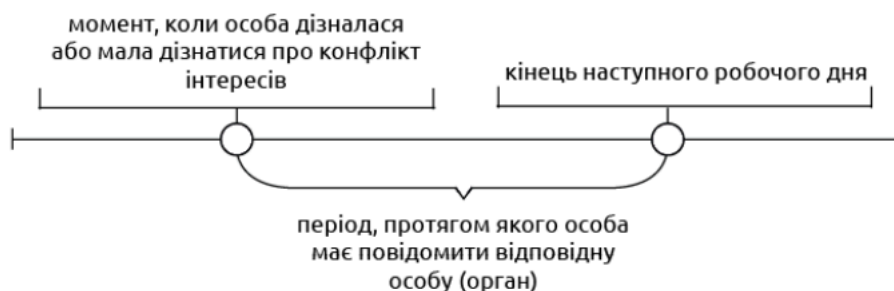 момент, коли особа дізналася
або мала дізнатися про конфлікт
інтересів
кінець наступного робочого дня
період, протягом якого особа
має повідомити відповідну
особу (орган)